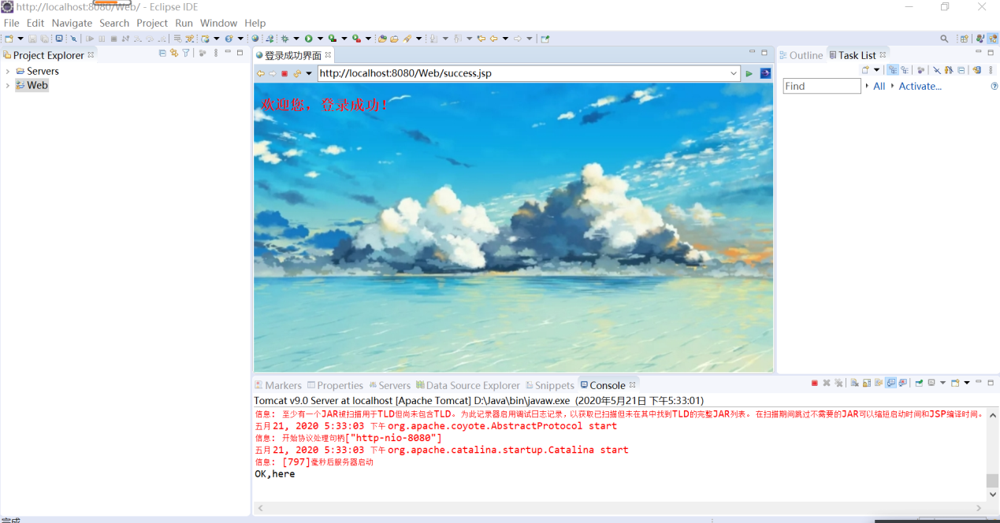 http://localhost:8080/Web/ - Eclipse IDE
File Edit Navigate Search Project Run Window Help
Project Explorer
Servers
Web
登录成功界面
http://localhost:8080/Web/success.jsp
欢迎您，登录成功！
Outline Task List
Find All Activate...
Markers Properties Servers Data Source Explorer Snippets Console
Tomcat v9.0 Server at localhost [Apache Tomcat] D:\Java\bin\javaw.exe (2020年5月21日 下午5:33:01)
信息: 至少有一个JAR被扫描用于TLD但尚未包含TLD。 为此记录器启用调试日志记录，以获取已扫描但未在其中找到TLD的完整JAR列表。 在扫描期间跳过不需要的JAR可以缩短启动时间和JSP编译时间。
五月 21, 2020 5:33:03 下午 org.apache.coyote.AbstractProtocol start
信息: 开始协议处理句柄["http-nio-8080"]
五月 21, 2020 5:33:03 下午 org.apache.catalina.startup.Catalina start
信息: [797]毫秒后服务器启动
OK,here
完成